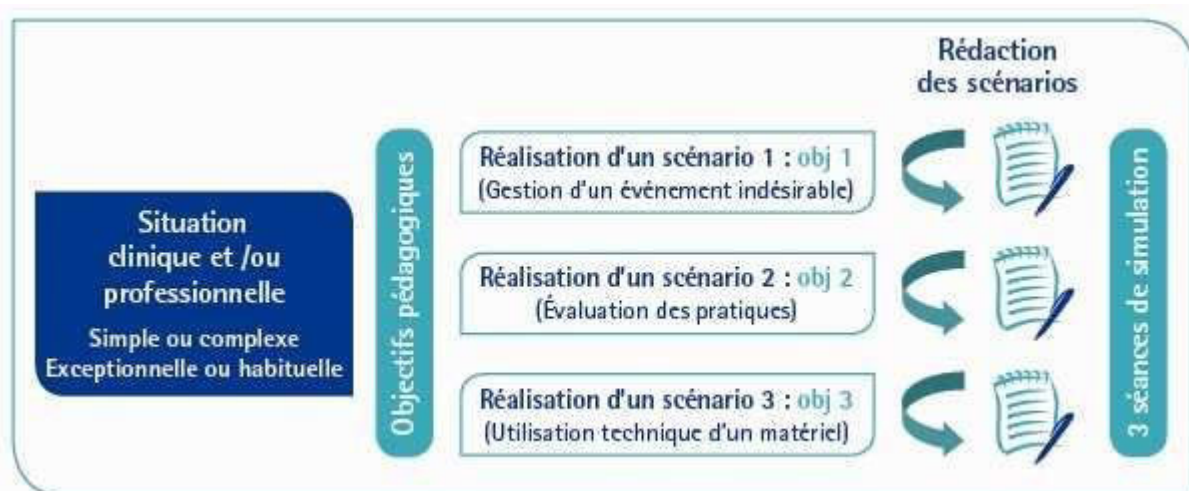 Rédaction
des scénarios
Situation
clinique et /ou
professionnelle
Simple ou complexe
Exceptionnelle ou habituelle
Objectifs pédagogiques
Réalisation d'un scénario 1 : obj 1
(Gestion d'un événement indésirable)
Réalisation d'un scénario 2 : obj 2
(Évaluation des pratiques)
Réalisation d'un scénario 3 : obj 3
(Utilisation technique d'un matériel)
3 séances de simulation